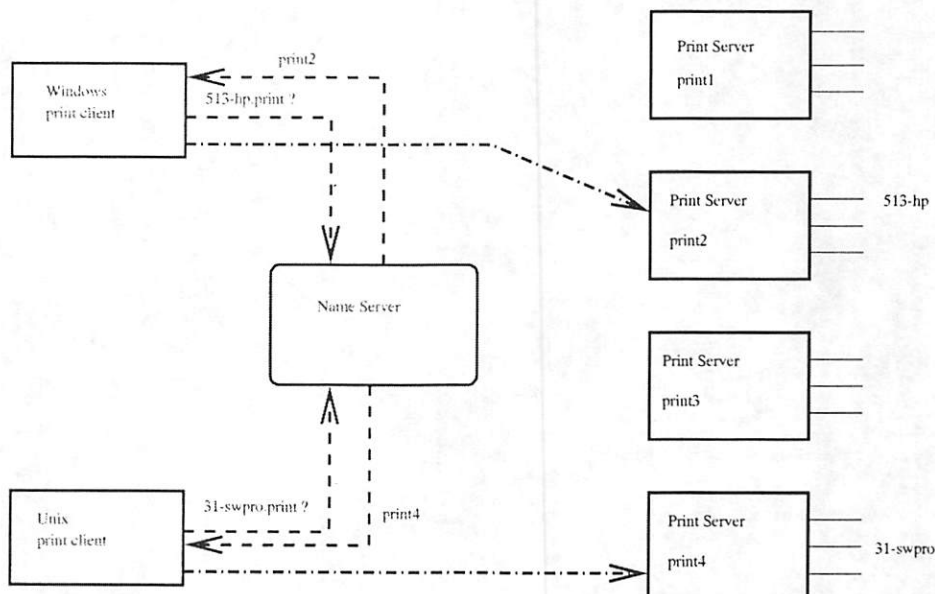 Windows
print client
print2
513-hp.print ?
Print Server
print1
Print Server
print2
513-hp
Name Server
Print Server
print3
Unix
print client
31-swpro.print ?
print4
Print Server
print4
31-swpro